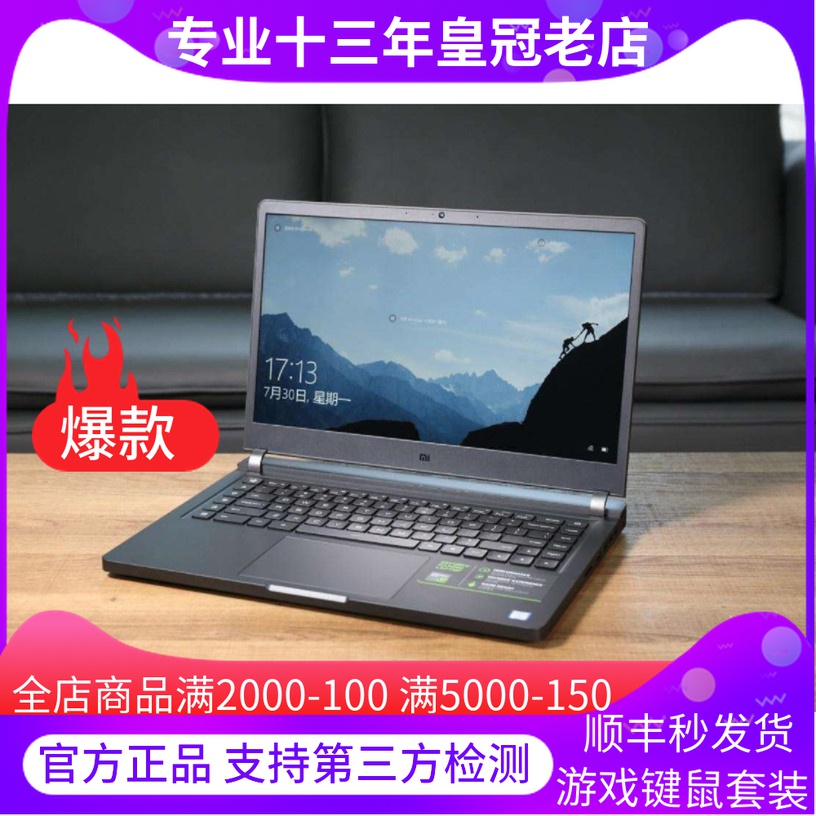 专业十三年皇冠老店
17:13
7月30日, 星期一
爆款
mi
全店商品满2000-100 满5000-150
官方正品 支持第三方检测
顺丰秒发货
游戏键鼠套装